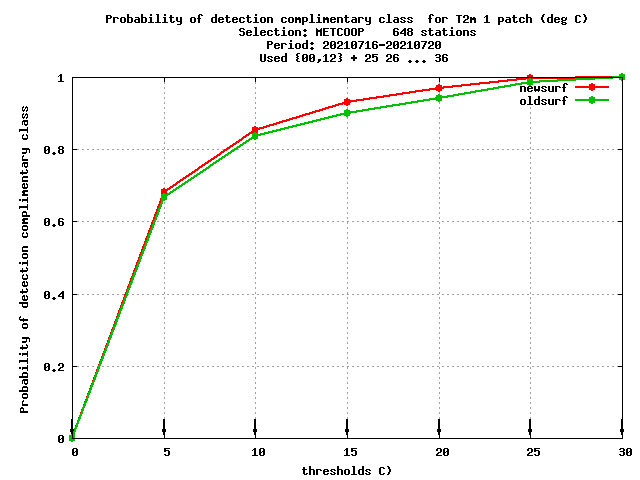 Probability of detection complimentary class  for T2m 1 patch (deg C)
Selection: METCOOP    648 stations
Period: 20210716-20210720
Used {00,12} + 25 26 ... 36
Probability of detection complimentary class
1
0.8
0.6
0.4
0.2
0
newsurf
oldsurf
0 5 10 15 20 25 30
thresholds C)